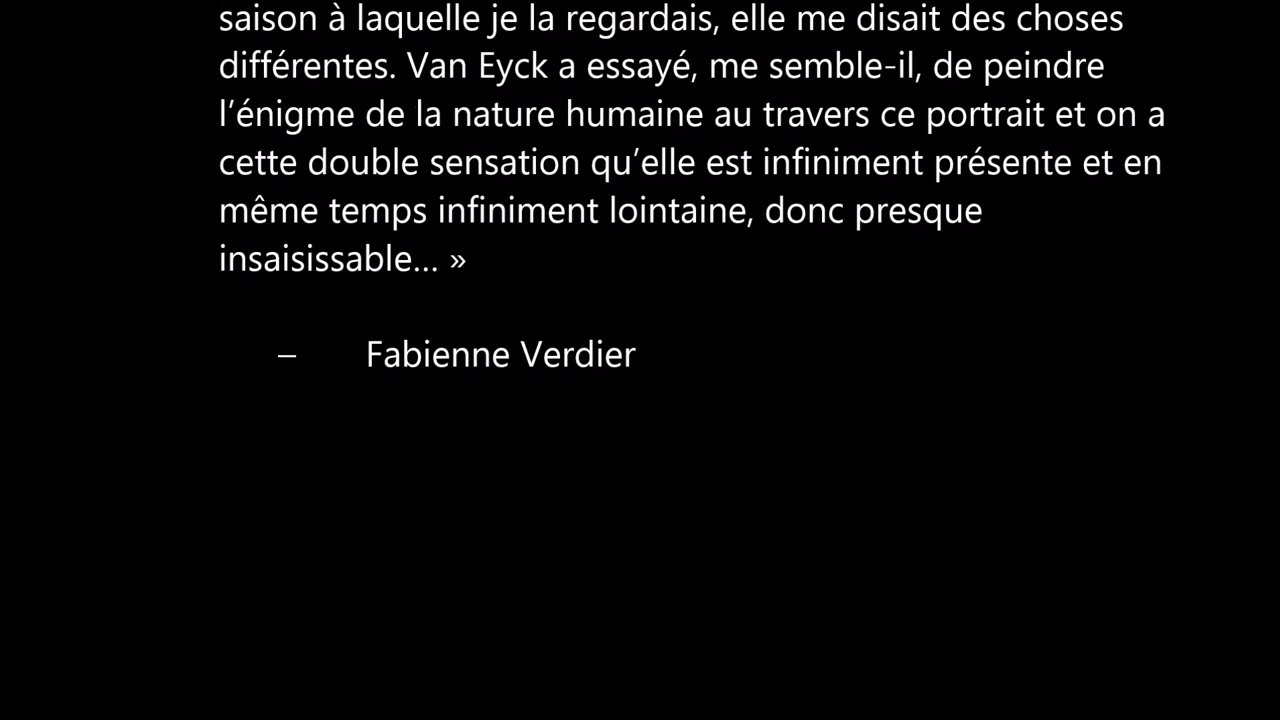 saison à laquelle je la regardais, elle me disait des choses
différentes. Van Eyck a essayé, me semble-il, de peindre
l’énigme de la nature humaine au travers ce portrait et on a
cette double sensation qu’elle est infiniment présente et en
même temps infiniment lointaine, donc presque
insaisissable… »
– Fabienne Verdier